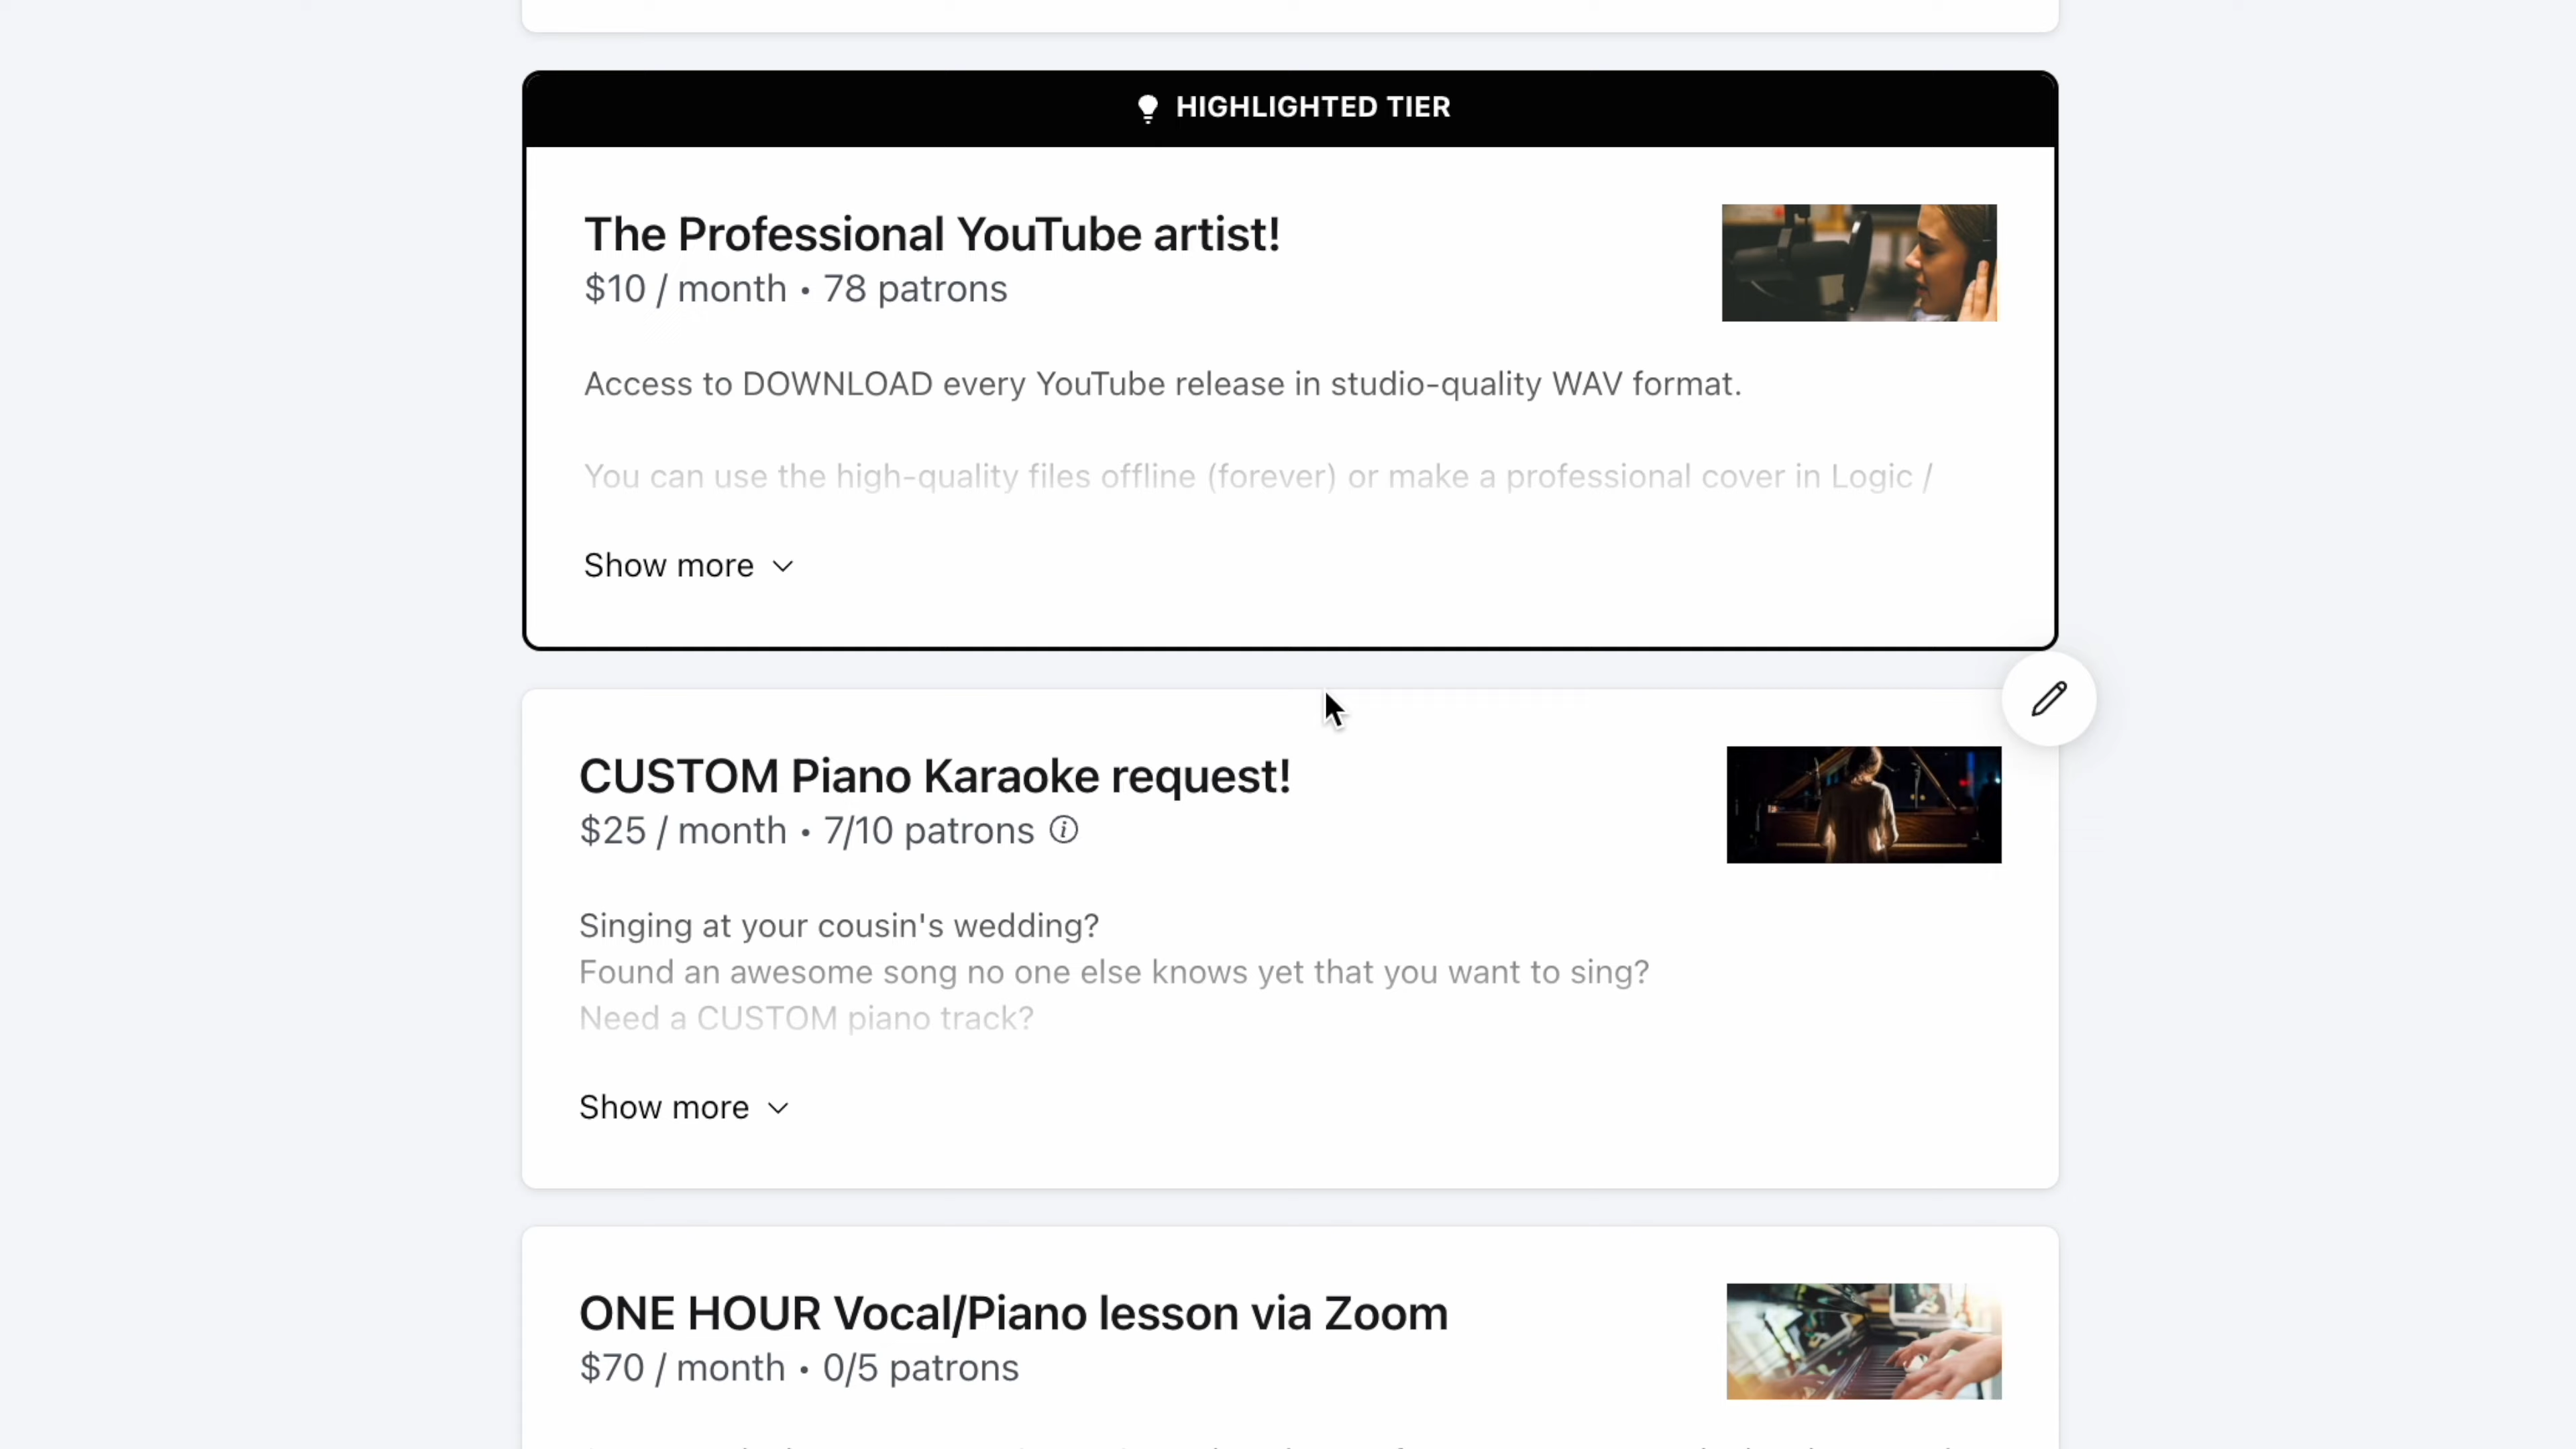 HIGHLIGHTED TIER
The Professional YouTube artist!
$10 / month • 78 patrons
Access to DOWNLOAD every YouTube release in studio-quality WAV format.
You can use the high-quality files offline (forever) or make a professional cover in Logic /
Show more
CUSTOM Piano Karaoke request!
$25 / month • 7/10 patrons
Singing at your cousin's wedding?
Found an awesome song no one else knows yet that you want to sing?
Need a CUSTOM piano track?
Show more
ONE HOUR Vocal/Piano lesson via Zoom
$70 / month • 0/5 patrons